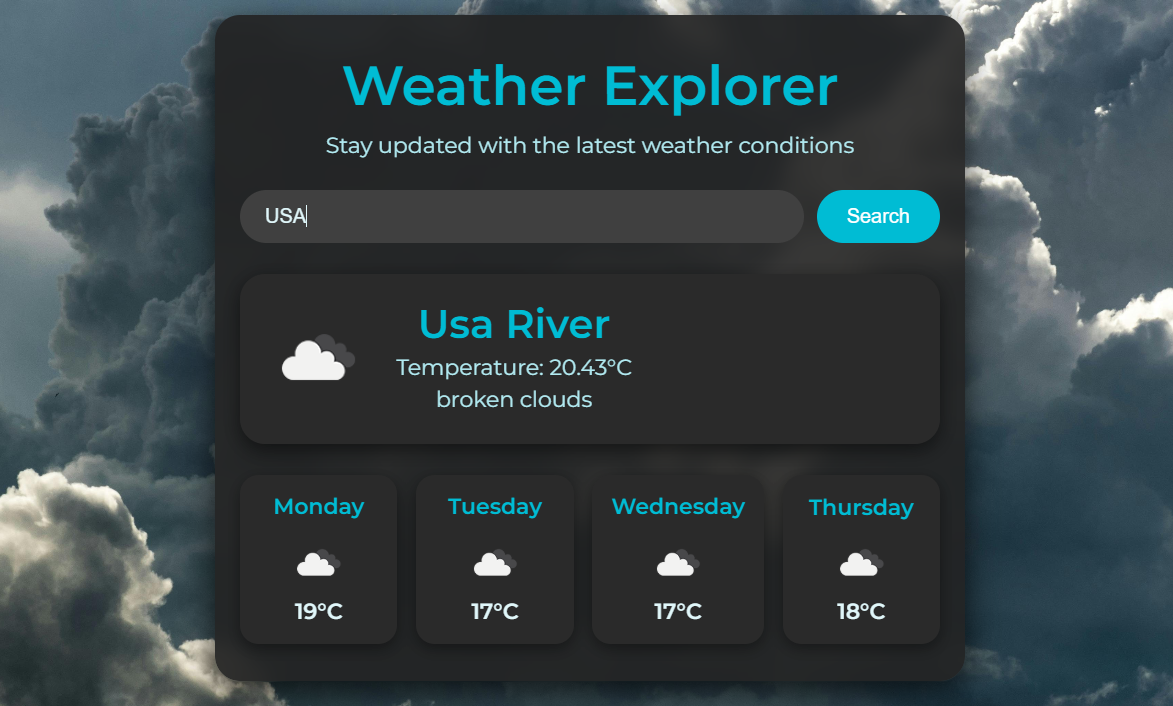 Weather Explorer
Stay updated with the latest weather conditions
USA
Search
Usa River
Temperature: 20.43°C
broken clouds
Monday
19°C
Tuesday
17°C
Wednesday
17°C
Thursday
18°C